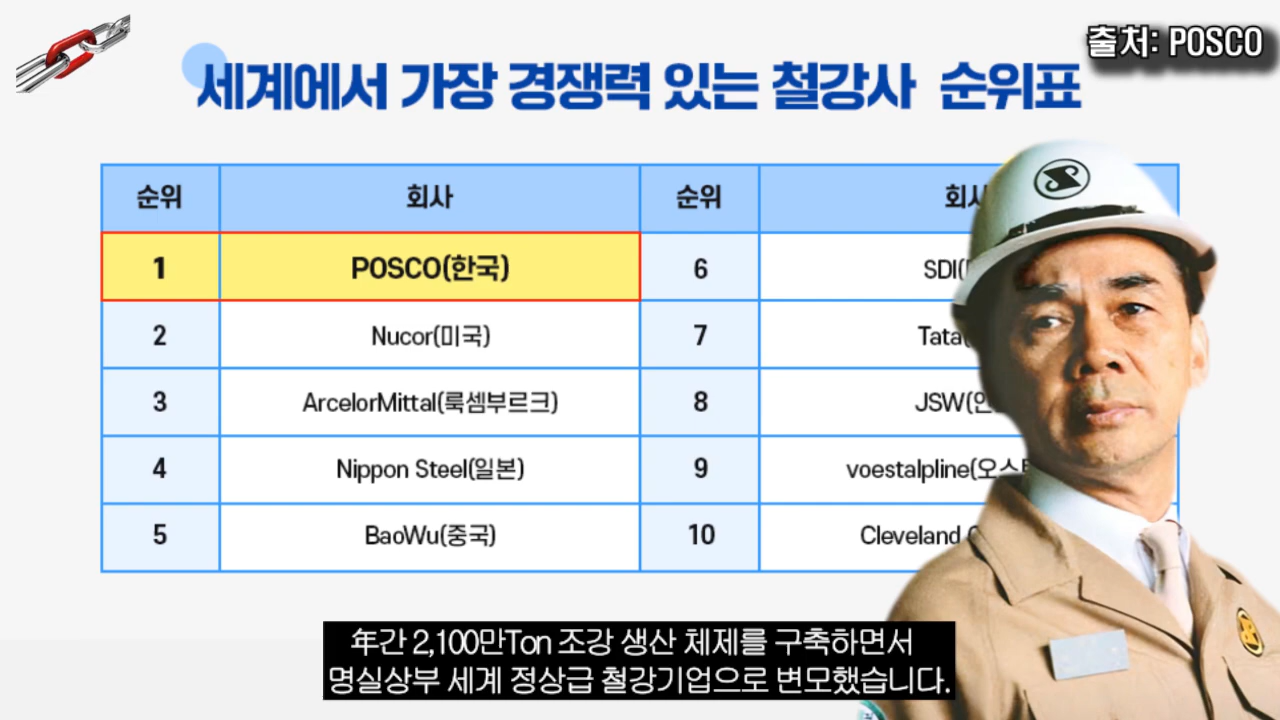 출처: POSCO
세계에서 가장 경쟁력 있는 철강사 순위표
순위 회사 순위
1 POSCO(한국) 6 SDI(
2 Nucor(미국) 7 Tata(
3 ArcelorMittal(룩셈부르크) 8 JSW(
4 Nippon Steel(일본) 9 voestalpline(
5 BaoWu(중국) 10 Cleveland
年간 2,100만Ton 조강 생산 체제를 구축하면서
명실상부 세계 정상급 철강기업으로 변모했습니다.